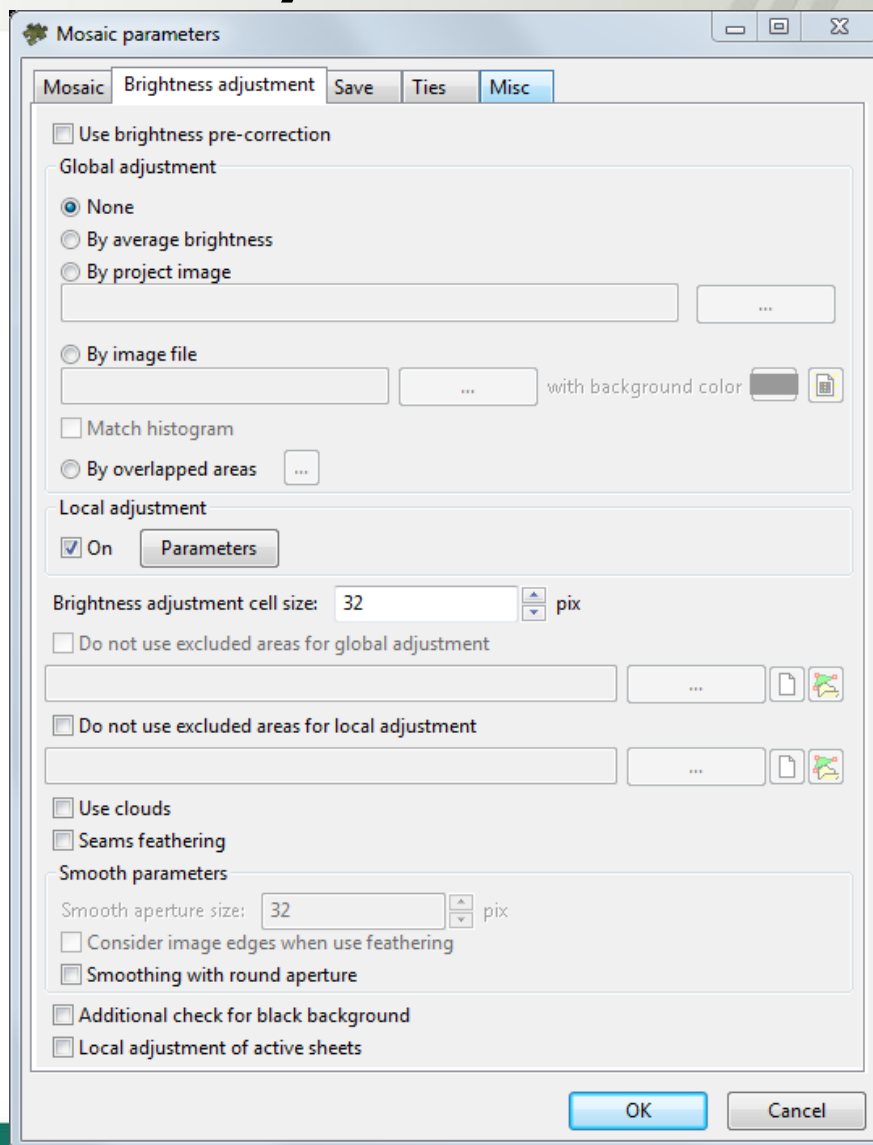 Mosaic parameters
Mosaic Brightness adjustment Save Ties Misc
Use brightness pre-correction
Global adjustment
None
By average brightness
By project image
...
By image file
... with background color
Match histogram
By overlapped areas ...
Local adjustment
On Parameters
Brightness adjustment cell size: 32 pix
Do not use excluded areas for global adjustment
...
Do not use excluded areas for local adjustment
...
Use clouds
Seams feathering
Smooth parameters
Smooth aperture size: 32 pix
Consider image edges when use feathering
Smoothing with round aperture
Additional check for black background
Local adjustment of active sheets
OK Cancel